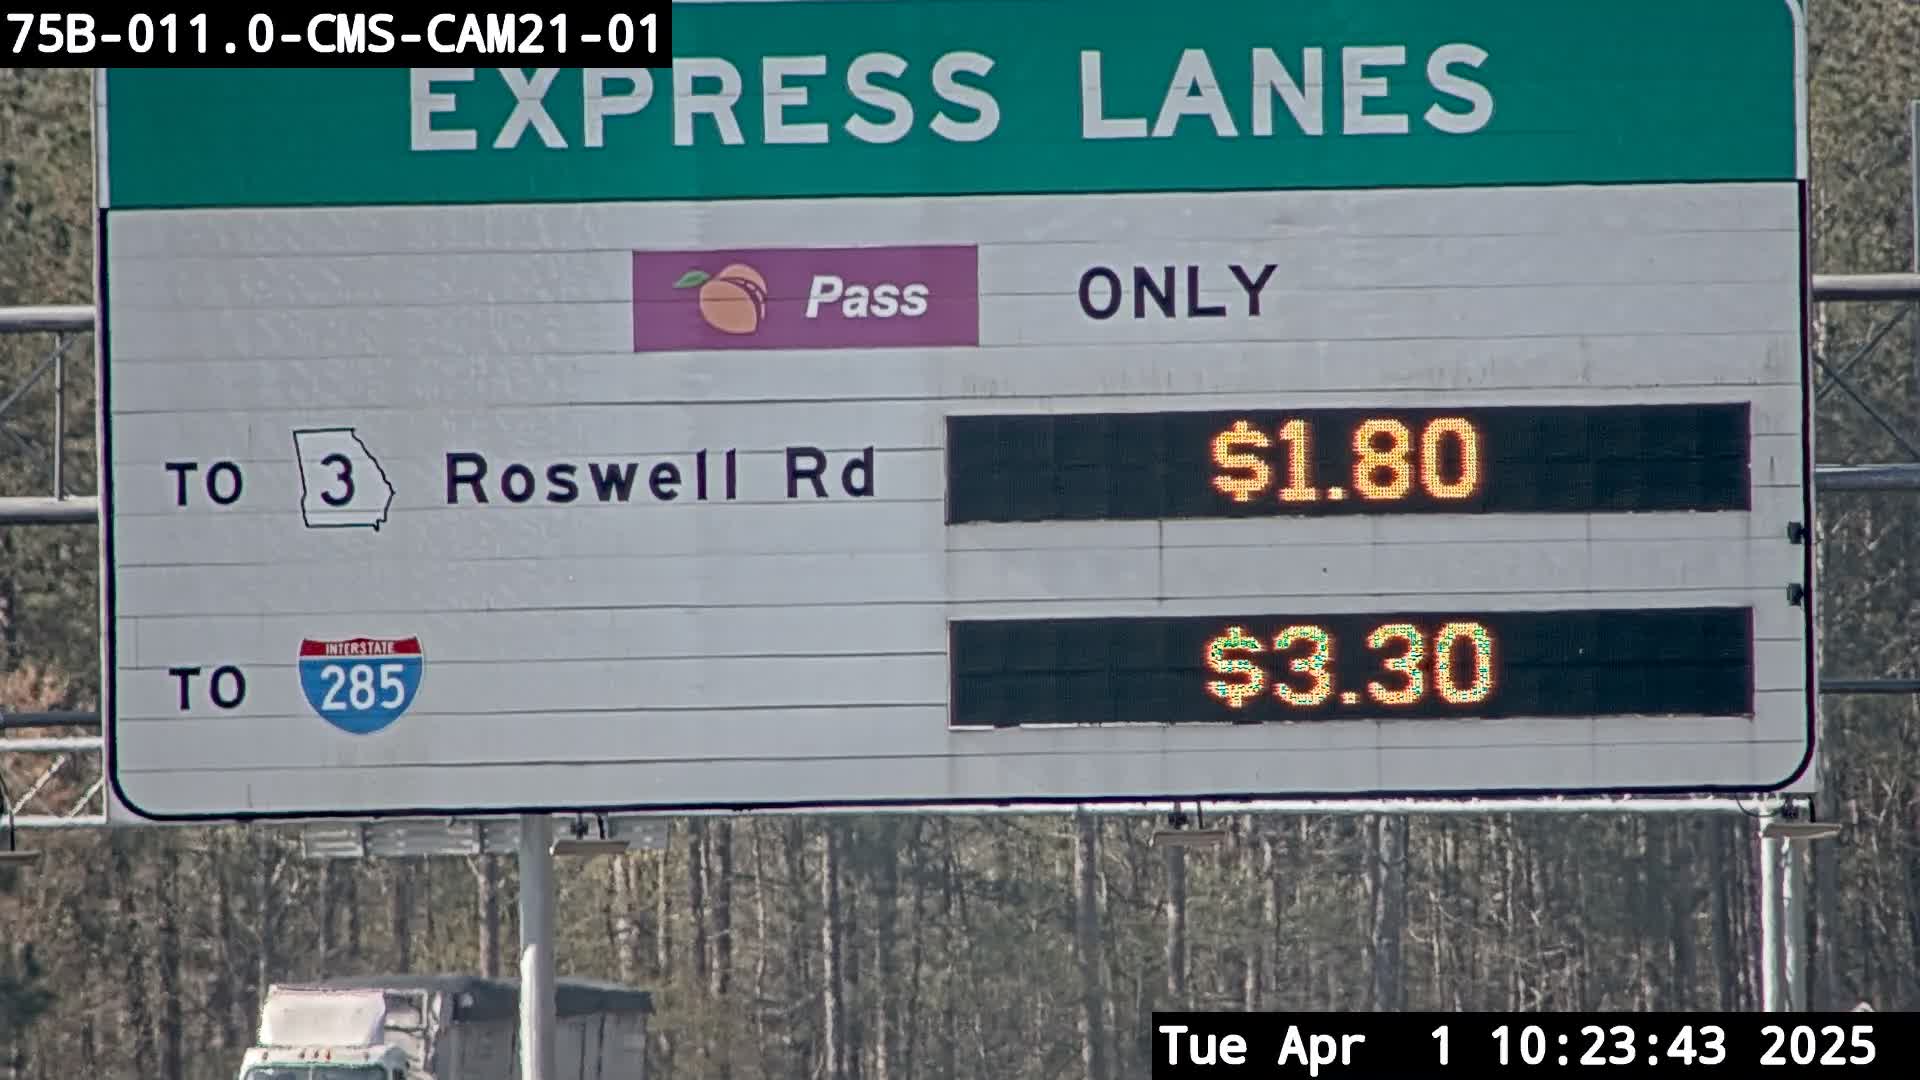 75B-011.0-CMS-CAM21-01
EXPRESS LANES
Pass ONLY
TO 3 Roswell Rd $1.80
INTERSTATE
TO 285 $3.30
Tue Apr 1 10:23:43 2025